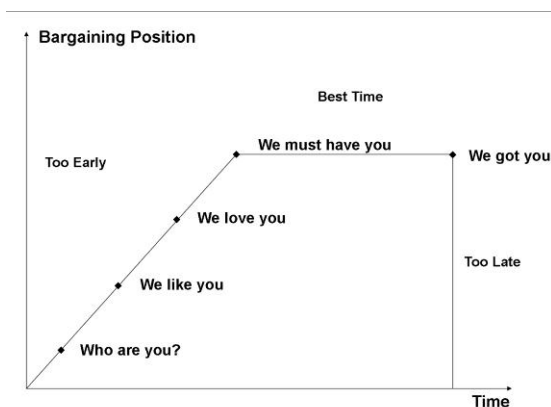 Bargaining Position
Best Time
We must have you
We got you
Too Early
We love you
Too Late
We like you
Who are you?
Time